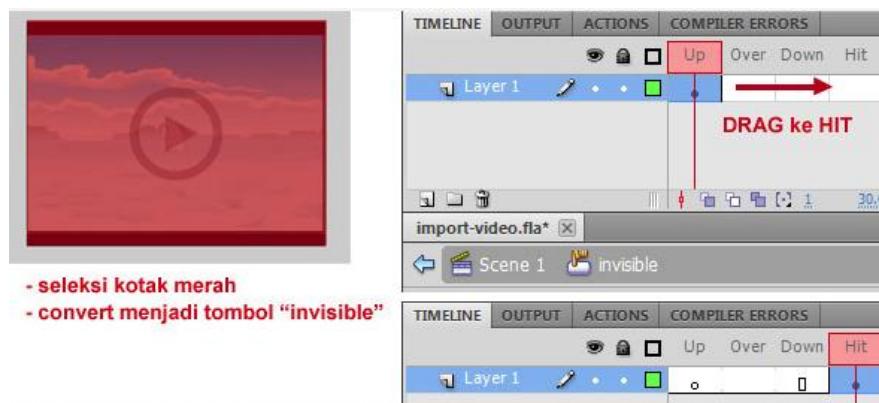 TIMELINE OUTPUT ACTIONS COMPILER ERRORS
Up Over Down Hit
Layer 1
DRAG ke HIT
1 30.
import-video.fla*
Scene 1 invisible
- seleksi kotak merah
- convert menjadi tombol “invisible”
TIMELINE OUTPUT ACTIONS COMPILER ERRORS
Up Over Down Hit
Layer 1